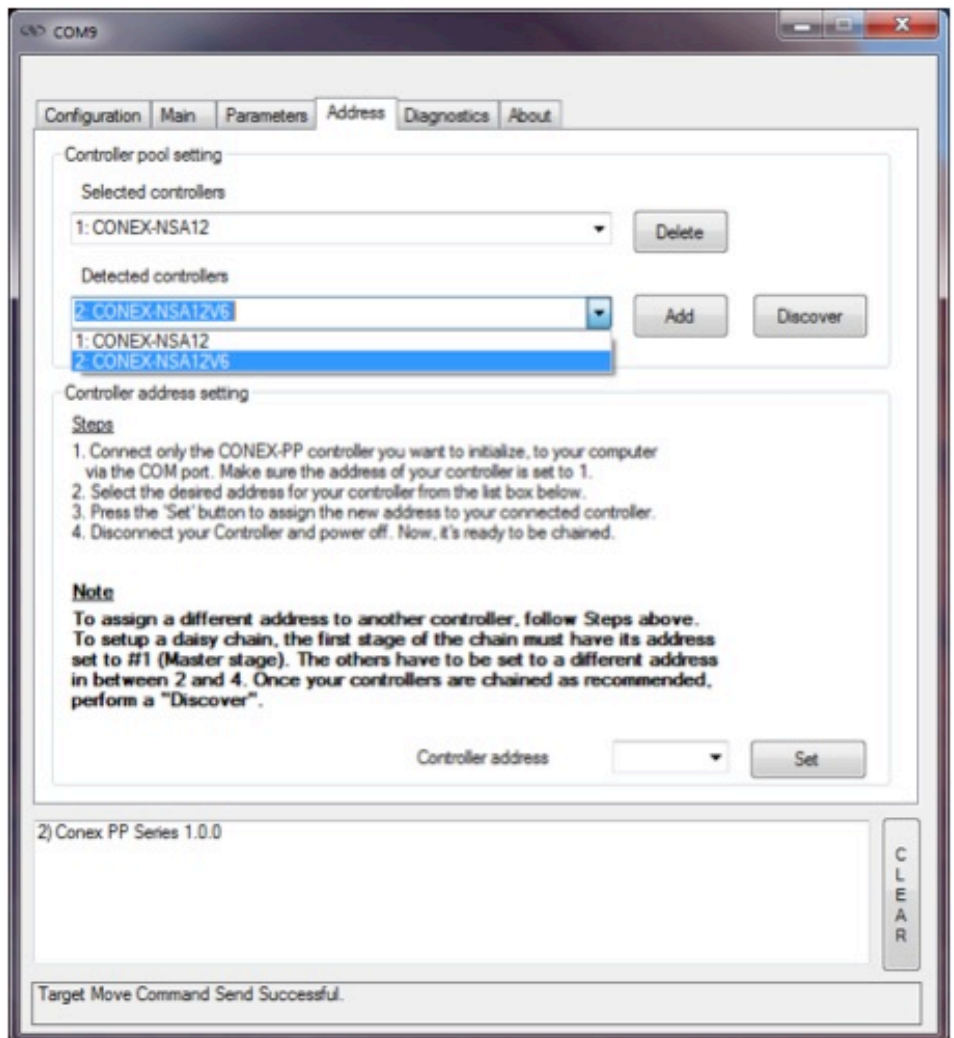 COM9
Configuration Main Parameters Address Diagnostics About
Controller pool setting
Selected controllers
1: CONEX-NSA12
Delete
Detected controllers
2: CONEX-NSA12V6
Add
Discover
1: CONEX-NSA12
2: CONEX-NSA12V6
Controller address setting
Steps
1. Connect only the CONEX-PP controller you want to initialize, to your computer
via the COM port. Make sure the address of your controller is set to 1.
2. Select the desired address for your controller from the list box below.
3. Press the 'Set' button to assign the new address to your connected controller.
4. Disconnect your Controller and power off. Now, it's ready to be chained.
Note
To assign a different address to another controller, follow Steps above.
To setup a daisy chain, the first stage of the chain must have its address
set to #1 (Master stage). The others have to be set to a different address
in between 2 and 4. Once your controllers are chained as recommended,
perform a "Discover".
Controller address
Set
2) Conex PP Series 1.0.0
CLEAR
Target Move Command Send Successful.